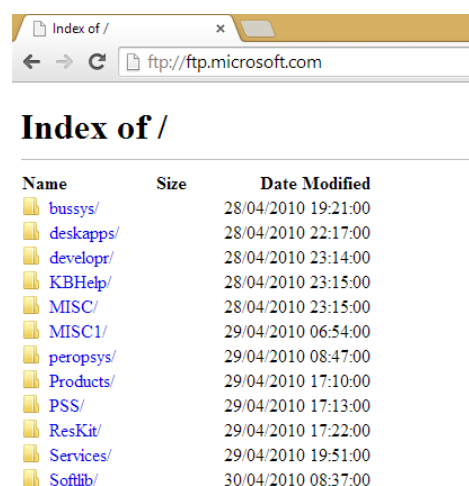 Index of /
ftp://ftp.microsoft.com
Index of /
Name Size Date Modified
bussys/ 28/04/2010 19:21:00
deskapps/ 28/04/2010 22:17:00
developr/ 28/04/2010 23:14:00
KBHelp/ 28/04/2010 23:15:00
MISC/ 28/04/2010 23:15:00
MISC1/ 29/04/2010 06:54:00
peropsys/ 29/04/2010 08:47:00
Products/ 29/04/2010 17:10:00
PSS/ 29/04/2010 17:13:00
ResKit/ 29/04/2010 17:22:00
Services/ 29/04/2010 19:51:00
Softlib/ 30/04/2010 08:37:00